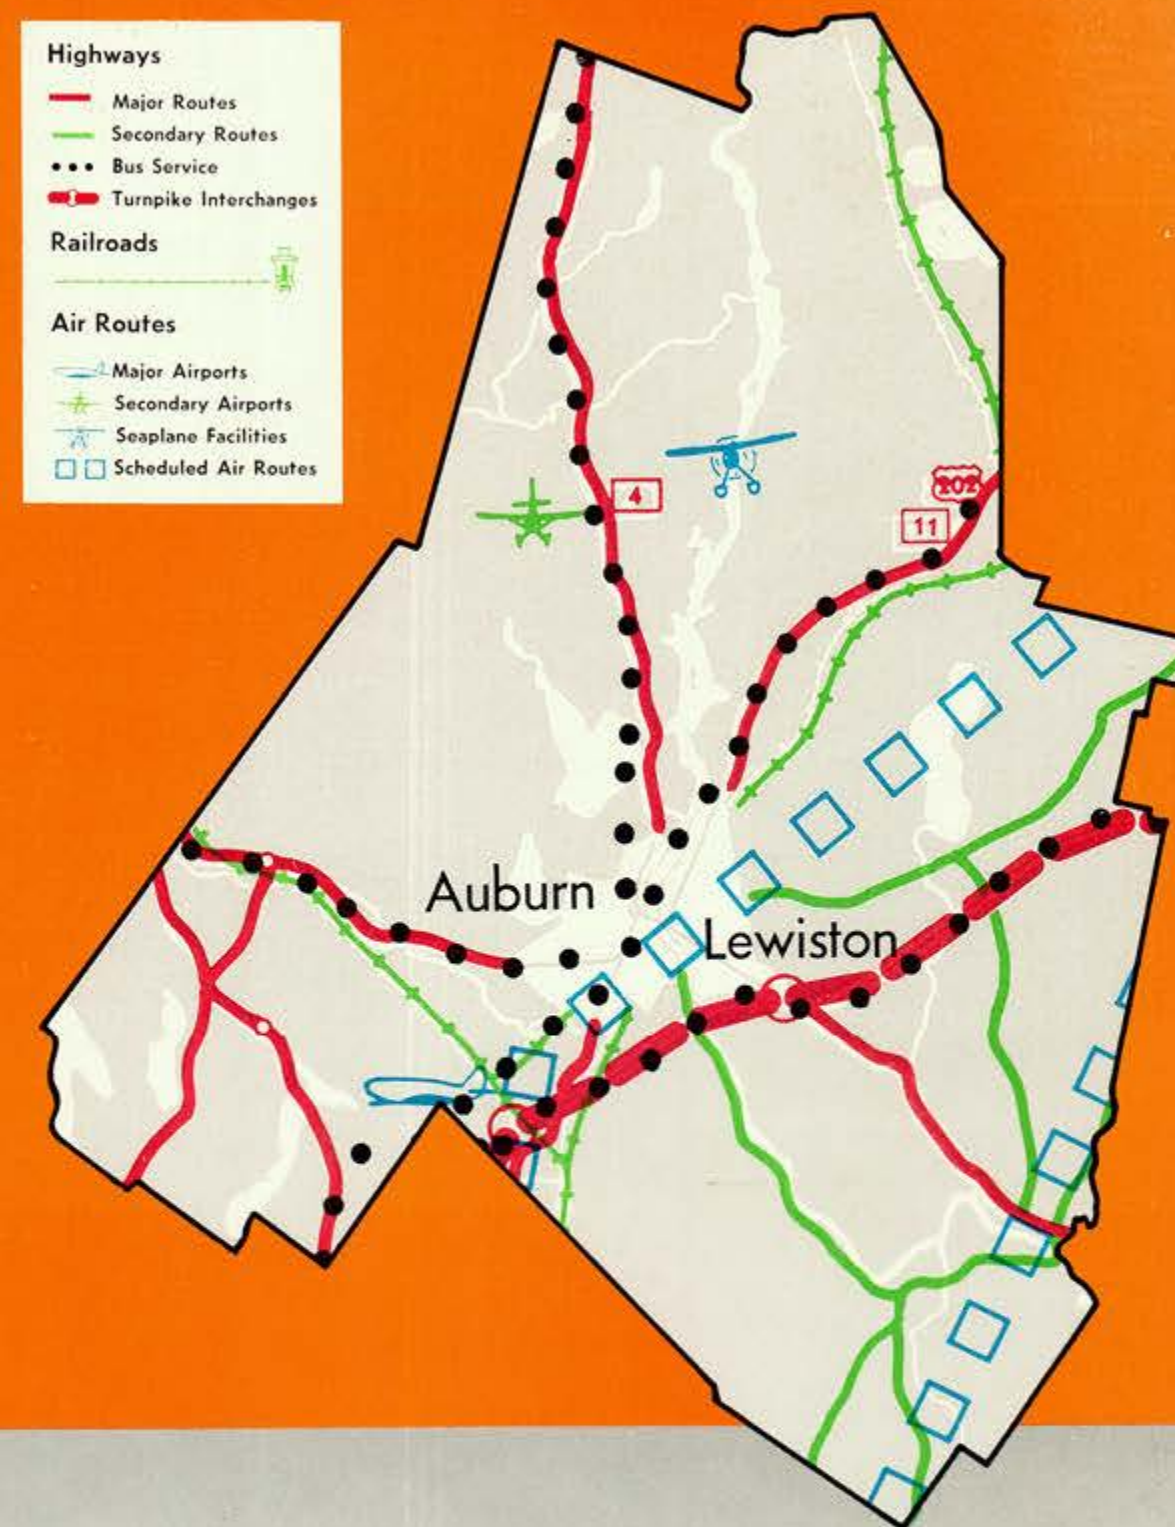 Highways
Major Routes
Secondary Routes
Bus Service
Turnpike Interchanges
Railroads
Air Routes
Major Airports
Secondary Airports
Seaplane Facilities
Scheduled Air Routes
4
202
11
Auburn
Lewiston